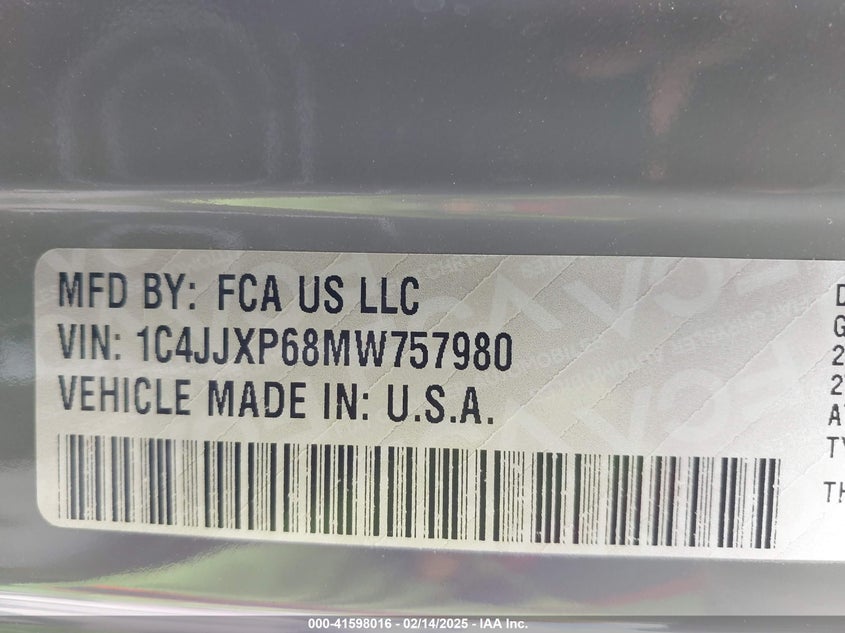 MFD BY: FCA US LLC
VIN: 1C4JJXP68MW757980
VEHICLE MADE IN: U.S.A.
000-41598016 - 02/14/2025 - IAA Inc.